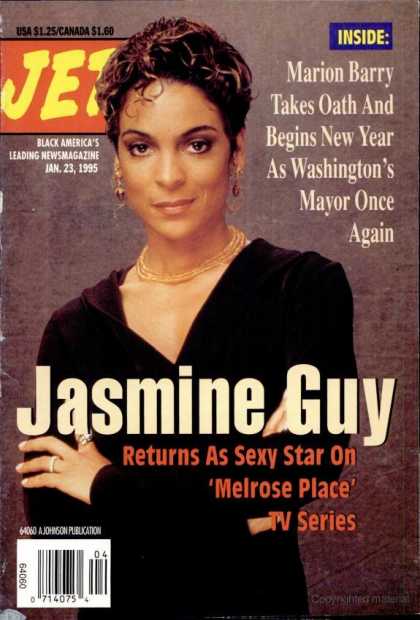 USA $1.25/CANADA $1.60
JET
BLACK AMERICA'S
LEADING NEWSMAGAZINE
JAN. 23, 1995
INSIDE:
Marion Barry
Takes Oath And
Begins New Year
As Washington's
Mayor Once
Again
Jasmine Guy
Returns As Sexy Star On
'Melrose Place'
TV Series
64060 A JOHNSON PUBLICATION
04
64060
0 714075 4
Copyrighted material